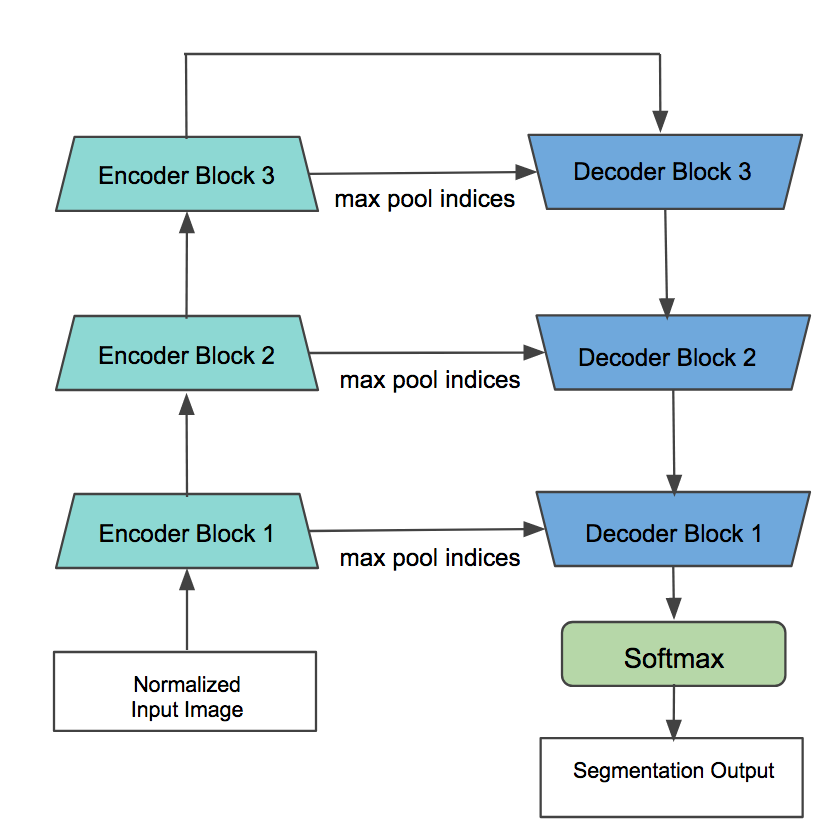 Encoder Block 3
max pool indices
Decoder Block 3
Encoder Block 2
max pool indices
Decoder Block 2
Encoder Block 1
max pool indices
Decoder Block 1
Normalized
Input Image
Softmax
Segmentation Output